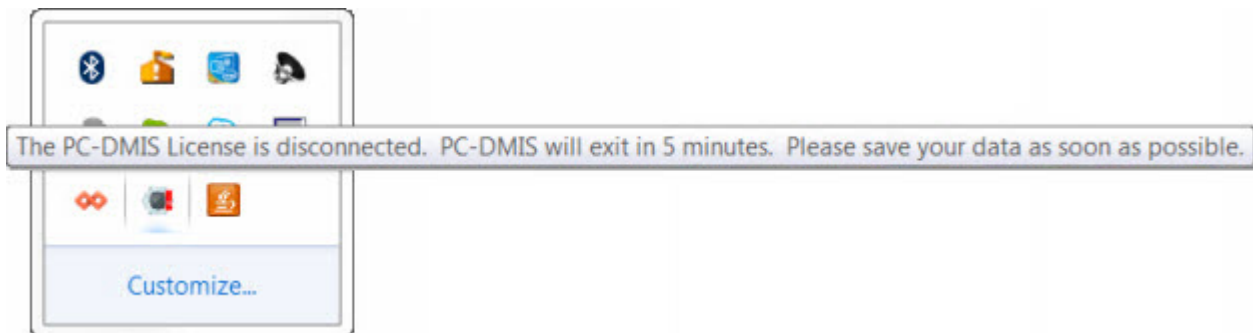 The PC-DMIS License is disconnected.  PC-DMIS will exit in 5 minutes.  Please save your data as soon as possible.
Customize...